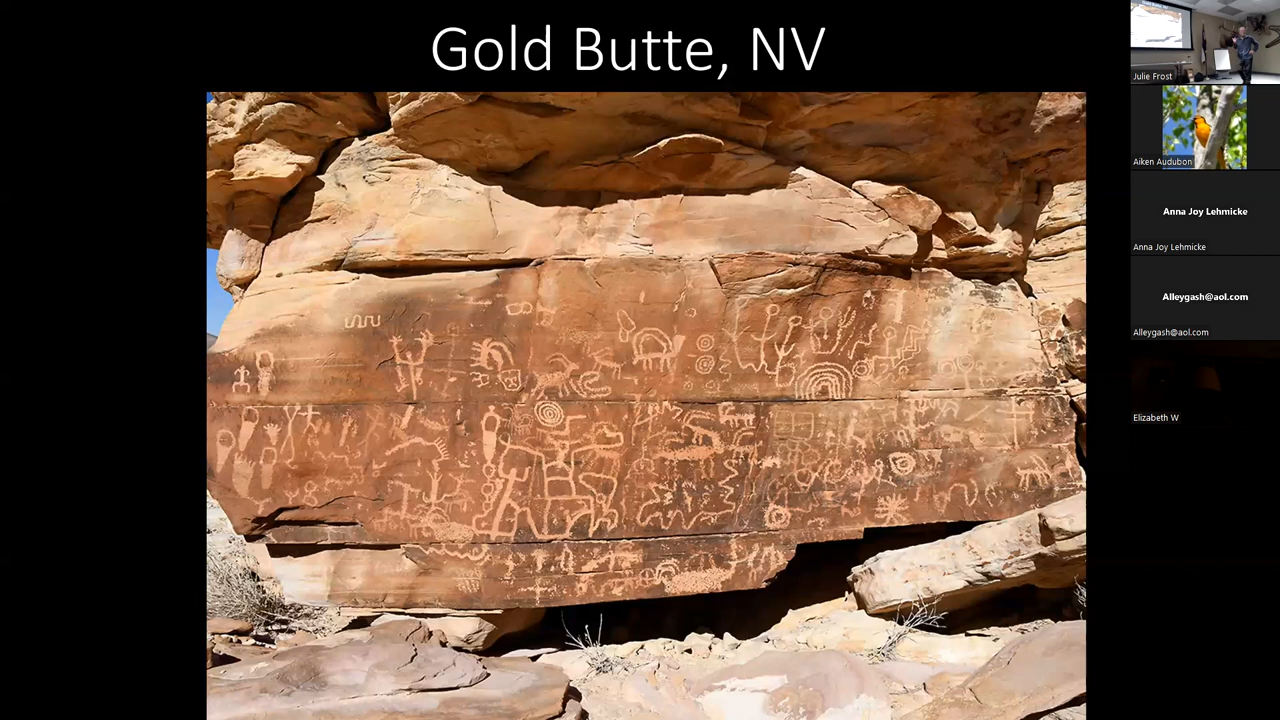 Gold Butte, NV
Julie Frost
Aiken Audubon
Anna Joy Lehmicke
Anna Joy Lehmicke
Alleygash@aol.com
Alleygash@aol.com
Elizabeth W